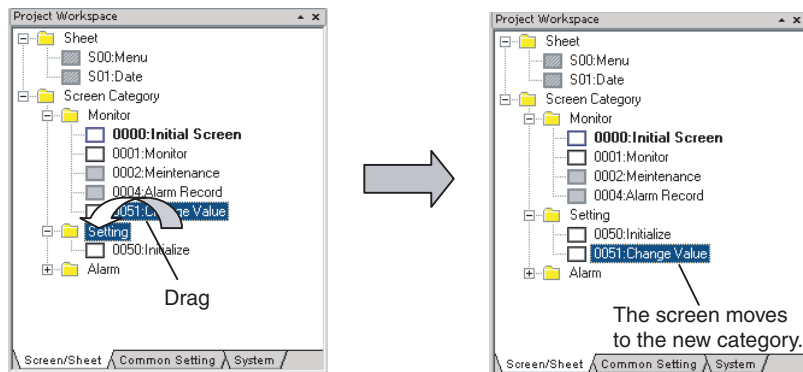 Project Workspace
Sheet
S00:Menu
S01:Date
Screen Category
Monitor
0000:Initial Screen
0001:Monitor
0002:Meintenance
0004:Alarm Record
0051:Change Value
Setting
0050:Initialize
Alarm
Drag
Screen/Sheet Common Setting System
Project Workspace
Sheet
S00:Menu
S01:Date
Screen Category
Monitor
0000:Initial Screen
0001:Monitor
0002:Meintenance
0004:Alarm Record
Setting
0050:Initialize
0051:Change Value
Alarm
The screen moves
to the new category.
Screen/Sheet Common Setting System